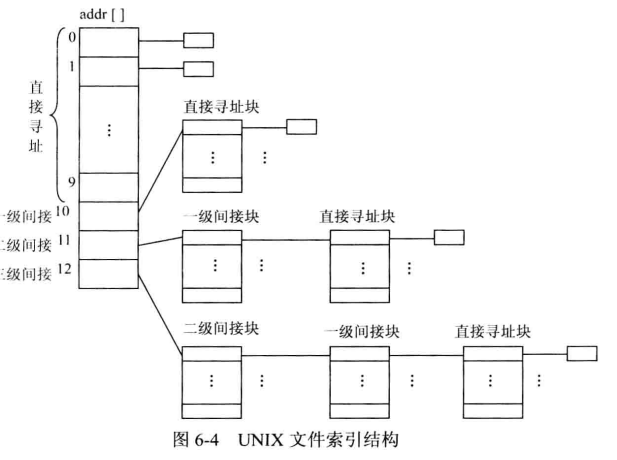 addr [ ]
0
1
直接寻址
⋮
9
一级间接 10
二级间接 11
三级间接 12
直接寻址块
⋮ ⋮
一级间接块 直接寻址块
⋮ ⋮ ⋮ ⋮
二级间接块 一级间接块 直接寻址块
⋮ ⋮ ⋮ ⋮ ⋮ ⋮
图 6-4 UNIX 文件索引结构